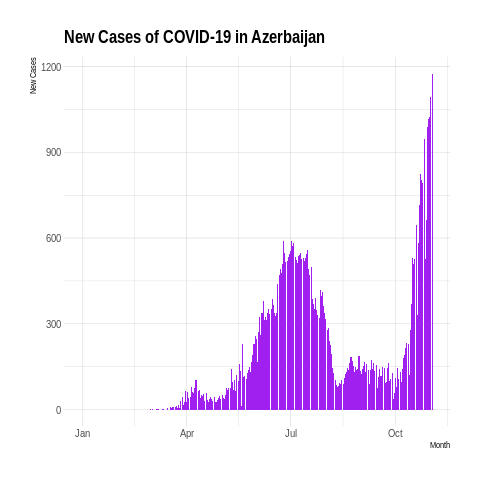 New Cases of COVID-19 in Azerbaijan
New Cases
1200
900
600
300
0
Jan Apr Jul Oct
Month